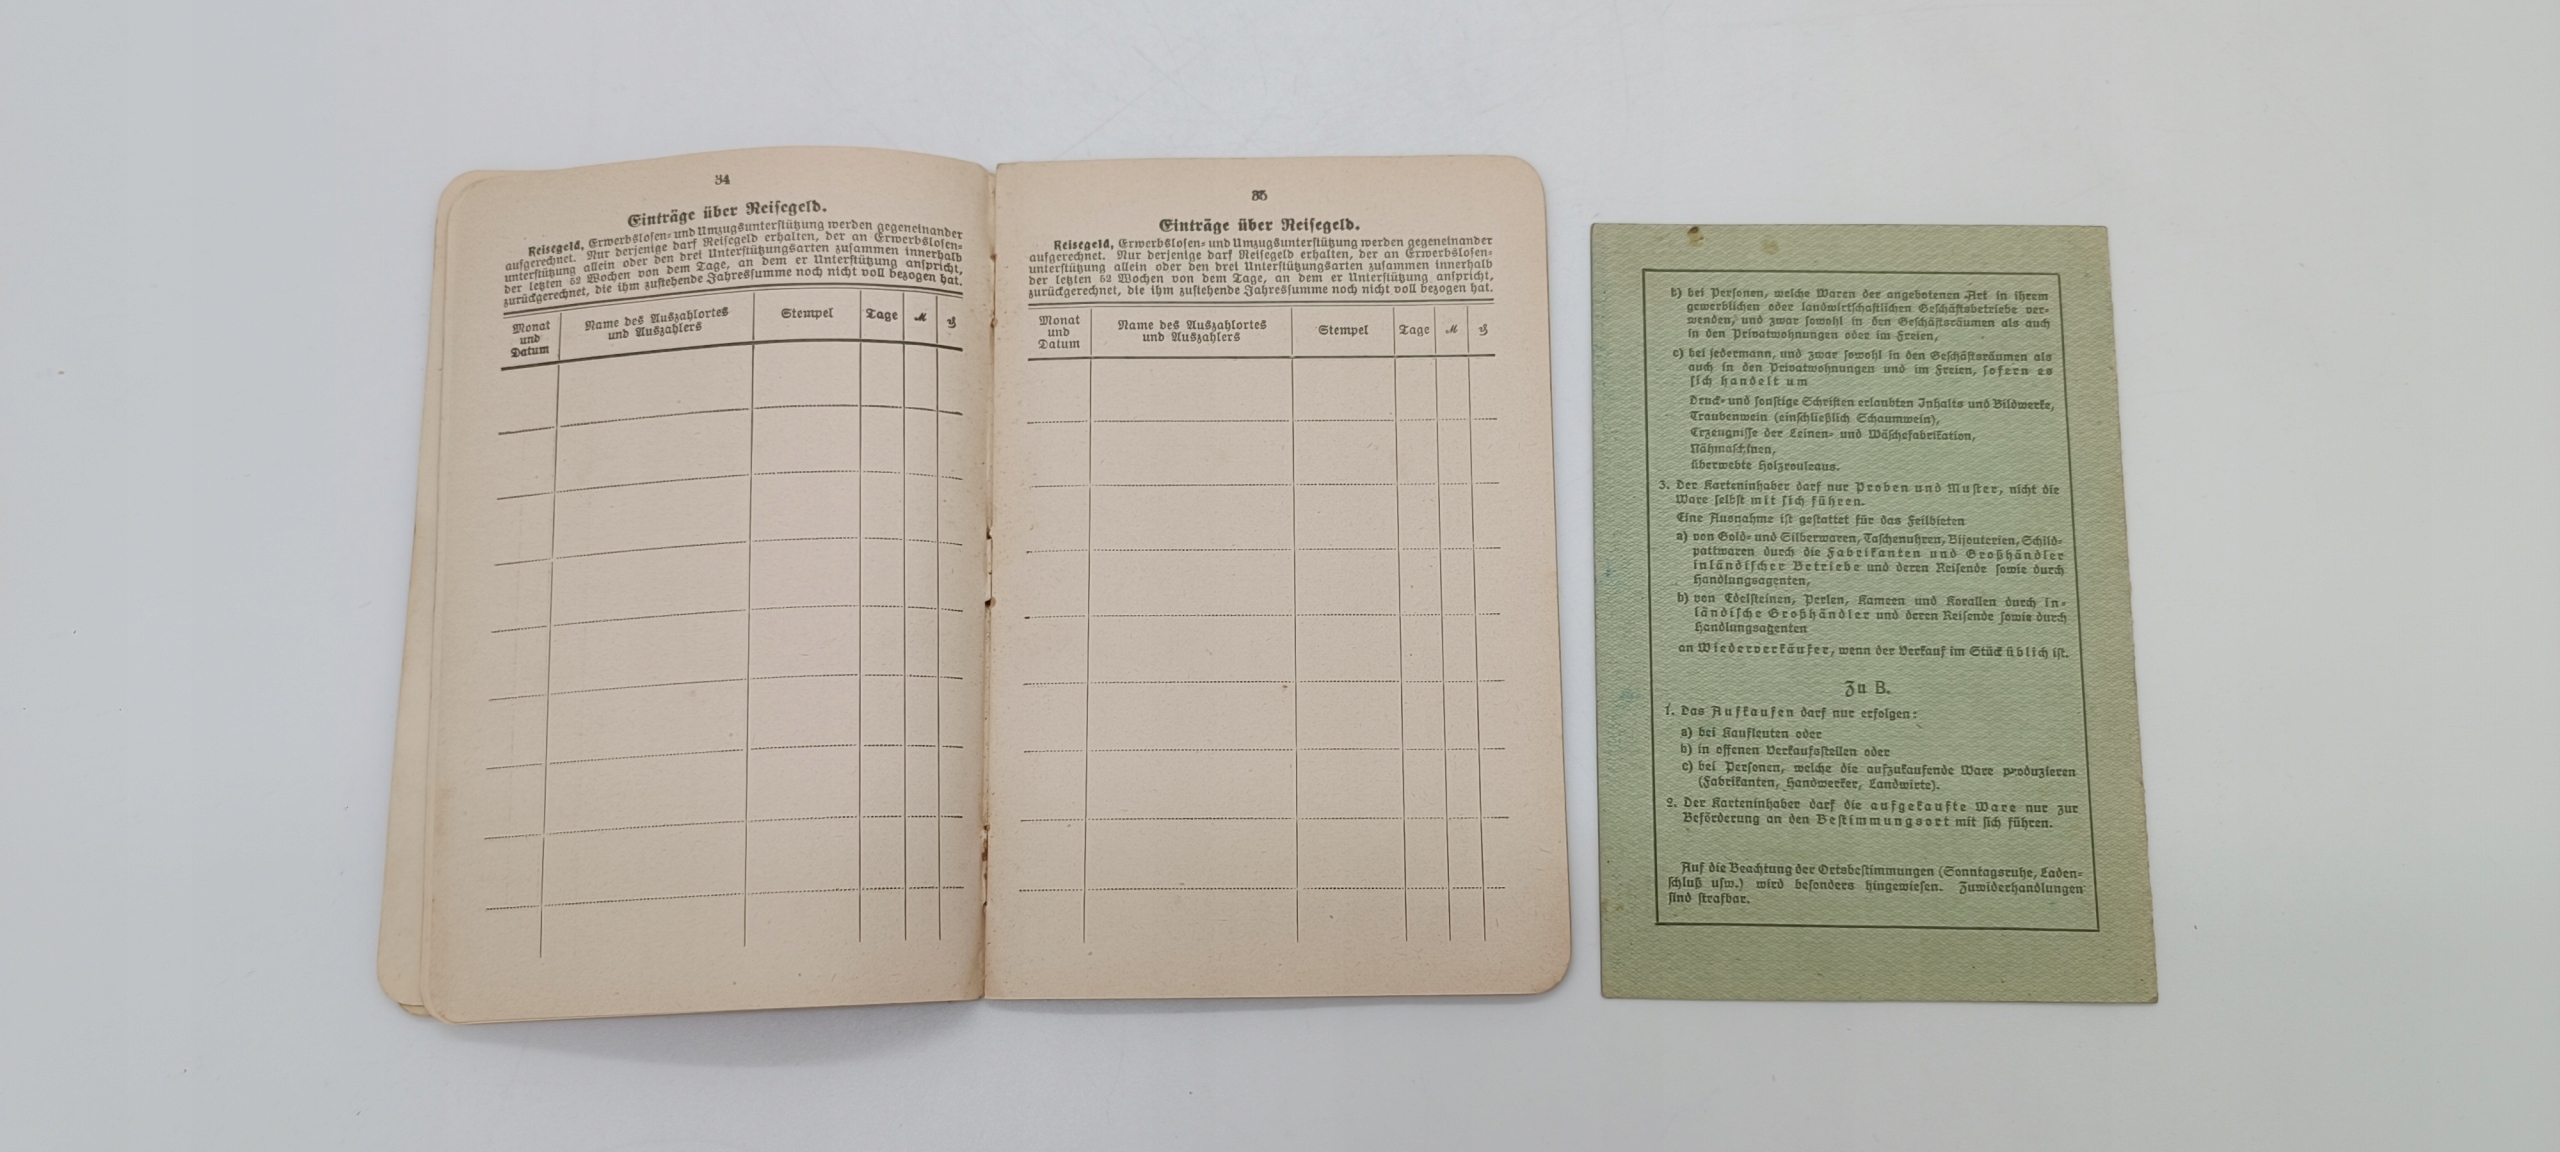 34
Einträge über Reisegeld.
Reisegeld, Erwerbslosen- und Umzugsunterstützung werden gegeneinander
aufgerechnet. Nur derjenige darf Reisegeld erhalten, der an Erwerbslosen-
unterstützung allein oder den drei Unterstützungsarten zusammen innerhalb
der letzten 52 Wochen von dem Tage, an dem er Unterstützung anspricht,
zurückgerechnet, die ihm zustehende Jahressumme noch nicht voll bezogen hat.
Monat
und
Datum
Name des Auszahlortes
und Auszahlers
Stempel
Tage
ℳ
₰
35
Einträge über Reisegeld.
Reisegeld, Erwerbslosen- und Umzugsunterstützung werden gegeneinander
aufgerechnet. Nur derjenige darf Reisegeld erhalten, der an Erwerbslosen-
unterstützung allein oder den drei Unterstützungsarten zusammen innerhalb
der letzten 52 Wochen von dem Tage, an dem er Unterstützung anspricht,
zurückgerechnet, die ihm zustehende Jahressumme noch nicht voll bezogen hat.
Monat
und
Datum
Name des Auszahlortes
und Auszahlers
Stempel
Tage
ℳ
₰
b) bei Personen, welche Waren der angebotenen Art in ihrem
gewerblichen oder landwirtschaftlichen Geschäftsbetriebe ver-
wenden, und zwar sowohl in den Geschäftsräumen als auch
in den Privatwohnungen oder im Freien,
c) bei jedermann, und zwar sowohl in den Geschäftsräumen als
auch in den Privatwohnungen und im Freien, sofern es
sich handelt um
Druck- und sonstige Schriften erlaubten Inhalts und Bildwerke,
Traubenwein (einschließlich Schaumwein),
Erzeugnisse der Leinen- und Wäschefabrikation,
Nähmaschinen,
überwebte Holzrouleaus.
3. Der Karteninhaber darf nur Proben und Muster, nicht die
Ware selbst mit sich führen.
Eine Ausnahme ist gestattet für das Feilbieten
a) von Gold- und Silberwaren, Taschenuhren, Bijouterien, Schild-
pattwaren durch die Fabrikanten und Großhändler
inländischer Betriebe und deren Reisende sowie durch
Handlungsagenten,
b) von Edelsteinen, Perlen, Kameen und Korallen durch in-
ländische Großhändler und deren Reisende sowie durch
Handlungsagenten
an Wiederverkäufer, wenn der Verkauf im Stück üblich ist.
Zu B.
1. Das Aufkaufen darf nur erfolgen:
a) bei Kaufleuten oder
b) in offenen Verkaufsstellen oder
c) bei Personen, welche die aufzukaufende Ware produzieren
(Fabrikanten, Handwerker, Landwirte).
2. Der Karteninhaber darf die aufgekaufte Ware nur zur
Beförderung an den Bestimmungsort mit sich führen.
Auf die Beachtung der Ortsbestimmungen (Sonntagsruhe, Laden-
schluß usw.) wird besonders hingewiesen. Zuwiderhandlungen
sind strafbar.